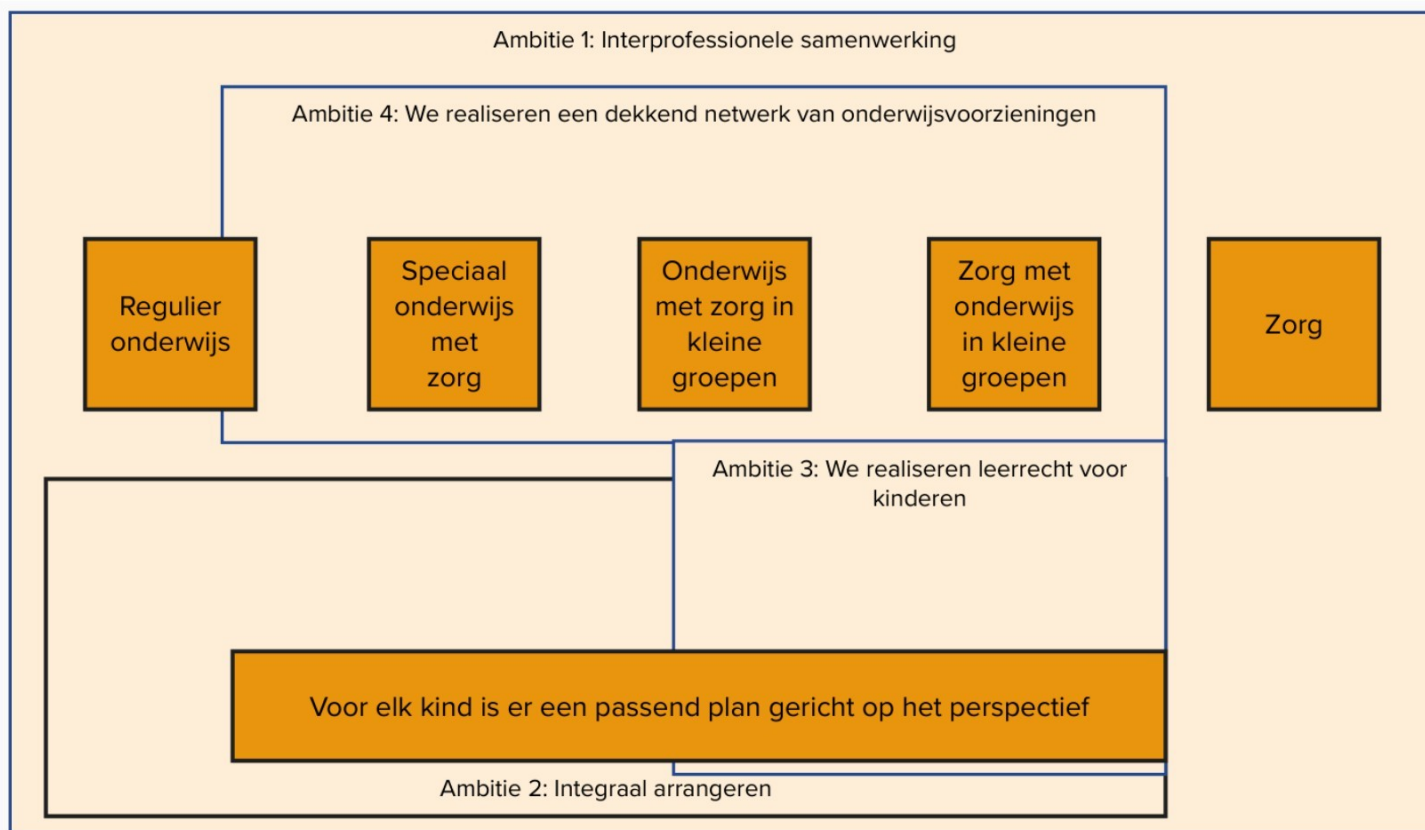 Ambitie 1: Interprofessionele samenwerking
Ambitie 4: We realiseren een dekkend netwerk van onderwijsvoorzieningen
Regulier
onderwijs
Speciaal
onderwijs
met
zorg
Onderwijs
met zorg in
kleine
groepen
Zorg met
onderwijs
in kleine
groepen
Zorg
Ambitie 3: We realiseren leerrecht voor
kinderen
Voor elk kind is er een passend plan gericht op het perspectief
Ambitie 2: Integraal arrangeren